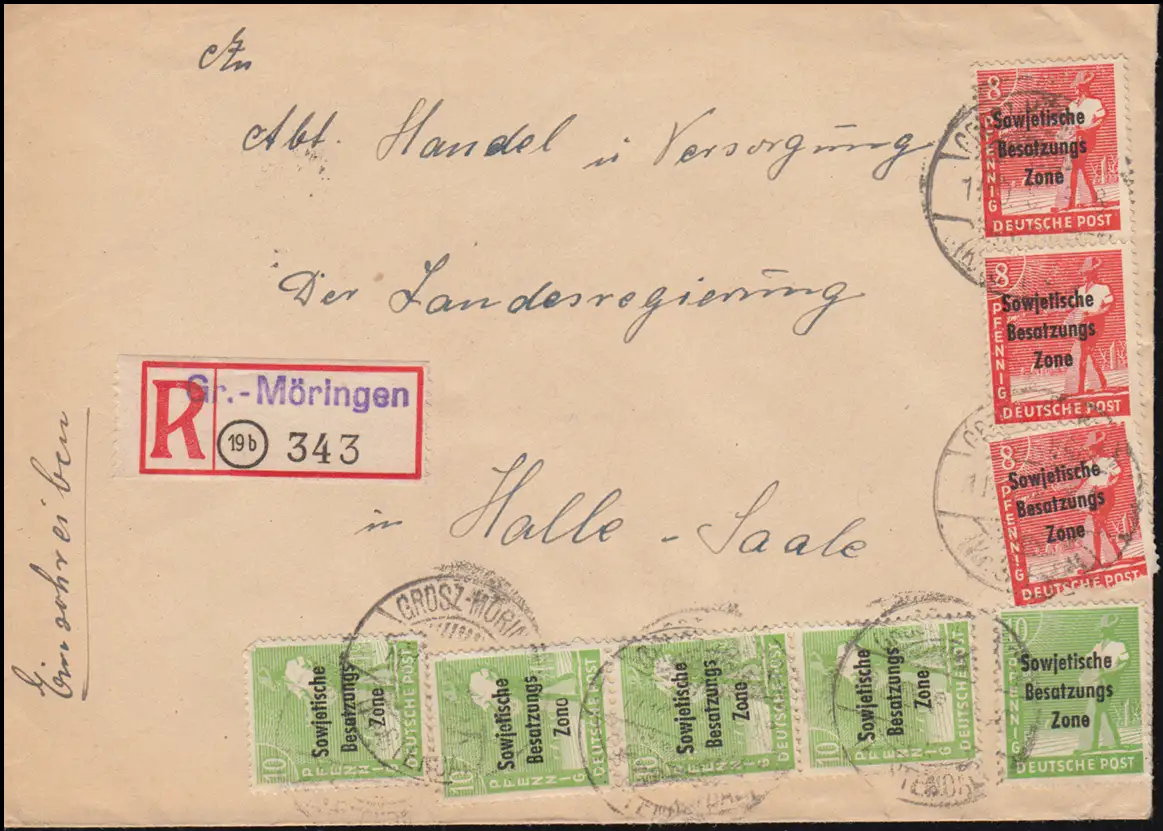 An
Abt. Handel u Versorgung
Der Landesregierung
in Halle - Saale
Einschreiben
R
Gr.-Möringen
19b 343
8 PFENNIG
Sowjetische
Besatzungs
Zone
DEUTSCHE POST
8 PFENNIG
Sowjetische
Besatzungs
Zone
DEUTSCHE POST
8 PFENNIG
Sowjetische
Besatzungs
Zone
DEUTSCHE POST
10 PFENNIG
Sowjetische
Besatzungs
Zone
DEUTSCHE POST
GROSZ-MÖRIN
10 PFENNIG
Sowjetische
Besatzungs
Zone
DEUTSCHE POST
10 PFENNIG
Sowjetische
Besatzungs
Zone
DEUTSCHE POST
10 PFENNIG
Sowjetische
Besatzungs
Zone
DEUTSCHE POST
10 PFENNIG
Sowjetische
Besatzungs
Zone
DEUTSCHE POST